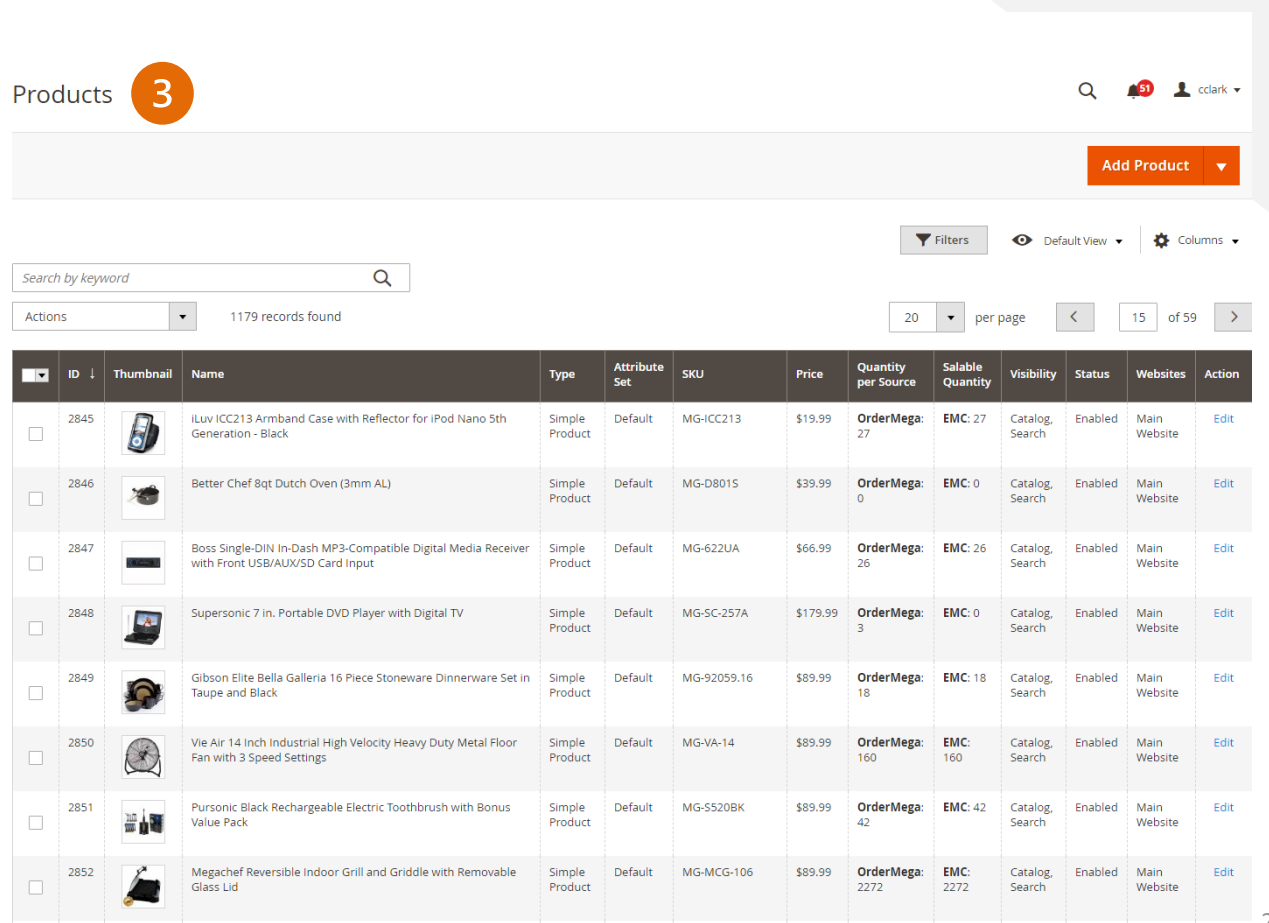 Products 3
51 cclark
Add Product
Filters Default View Columns
Search by keyword
Actions 1179 records found 20 per page 15 of 59
ID ↓ Thumbnail Name Type Attribute Set SKU Price Quantity per Source Salable Quantity Visibility Status Websites Action
2845 iLuv ICC213 Armband Case with Reflector for iPod Nano 5th Simple Default MG-ICC213 $19.99 OrderMega: EMC: 27 Catalog, Enabled Main Edit
Generation - Black Product 27 Search Website
2846 Better Chef 8qt Dutch Oven (3mm AL) Simple Default MG-D801S $39.99 OrderMega: EMC: 0 Catalog, Enabled Main Edit
Product 0 Search Website
2847 Boss Single-DIN In-Dash MP3-Compatible Digital Media Receiver Simple Default MG-622UA $66.99 OrderMega: EMC: 26 Catalog, Enabled Main Edit
with Front USB/AUX/SD Card Input Product 26 Search Website
2848 Supersonic 7 in. Portable DVD Player with Digital TV Simple Default MG-SC-257A $179.99 OrderMega: EMC: 0 Catalog, Enabled Main Edit
Product 3 Search Website
2849 Gibson Elite Bella Galleria 16 Piece Stoneware Dinnerware Set in Simple Default MG-92059.16 $89.99 OrderMega: EMC: 18 Catalog, Enabled Main Edit
Taupe and Black Product 18 Search Website
2850 Vie Air 14 Inch Industrial High Velocity Heavy Duty Metal Floor Simple Default MG-VA-14 $89.99 OrderMega: EMC: Catalog, Enabled Main Edit
Fan with 3 Speed Settings Product 160 160 Search Website
2851 Pursonic Black Rechargeable Electric Toothbrush with Bonus Simple Default MG-S520BK $89.99 OrderMega: EMC: 42 Catalog, Enabled Main Edit
Value Pack Product 42 Search Website
2852 Megachef Reversible Indoor Grill and Griddle with Removable Simple Default MG-MCG-106 $89.99 OrderMega: EMC: Catalog, Enabled Main Edit
Glass Lid Product 2272 2272 Search Website